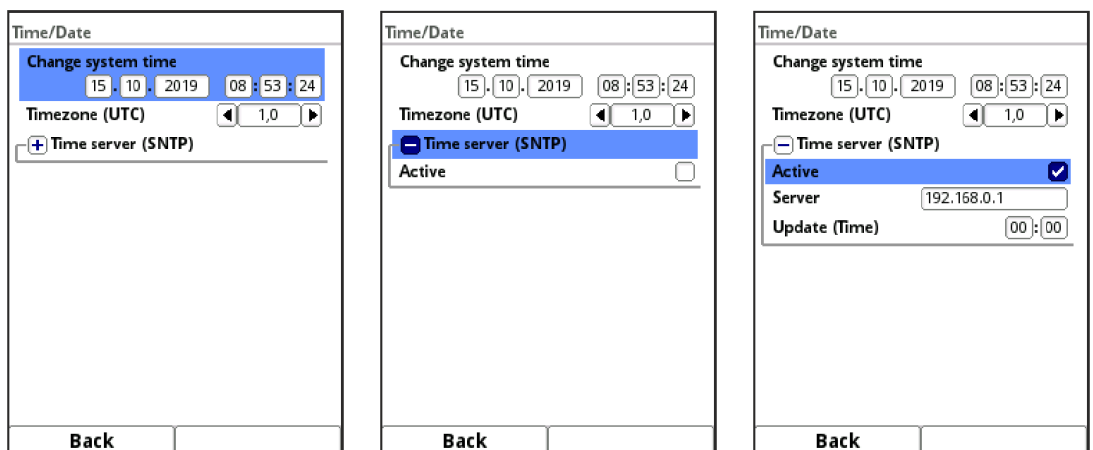 Time/Date
Change system time
15. 10. 2019 08:53:24
Timezone (UTC) 1,0
Time server (SNTP)
Back
Time/Date
Change system time
15. 10. 2019 08:53:24
Timezone (UTC) 1,0
Time server (SNTP)
Active
Back
Time/Date
Change system time
15. 10. 2019 08:53:24
Timezone (UTC) 1,0
Time server (SNTP)
Active
Server 192.168.0.1
Update (Time) 00:00
Back